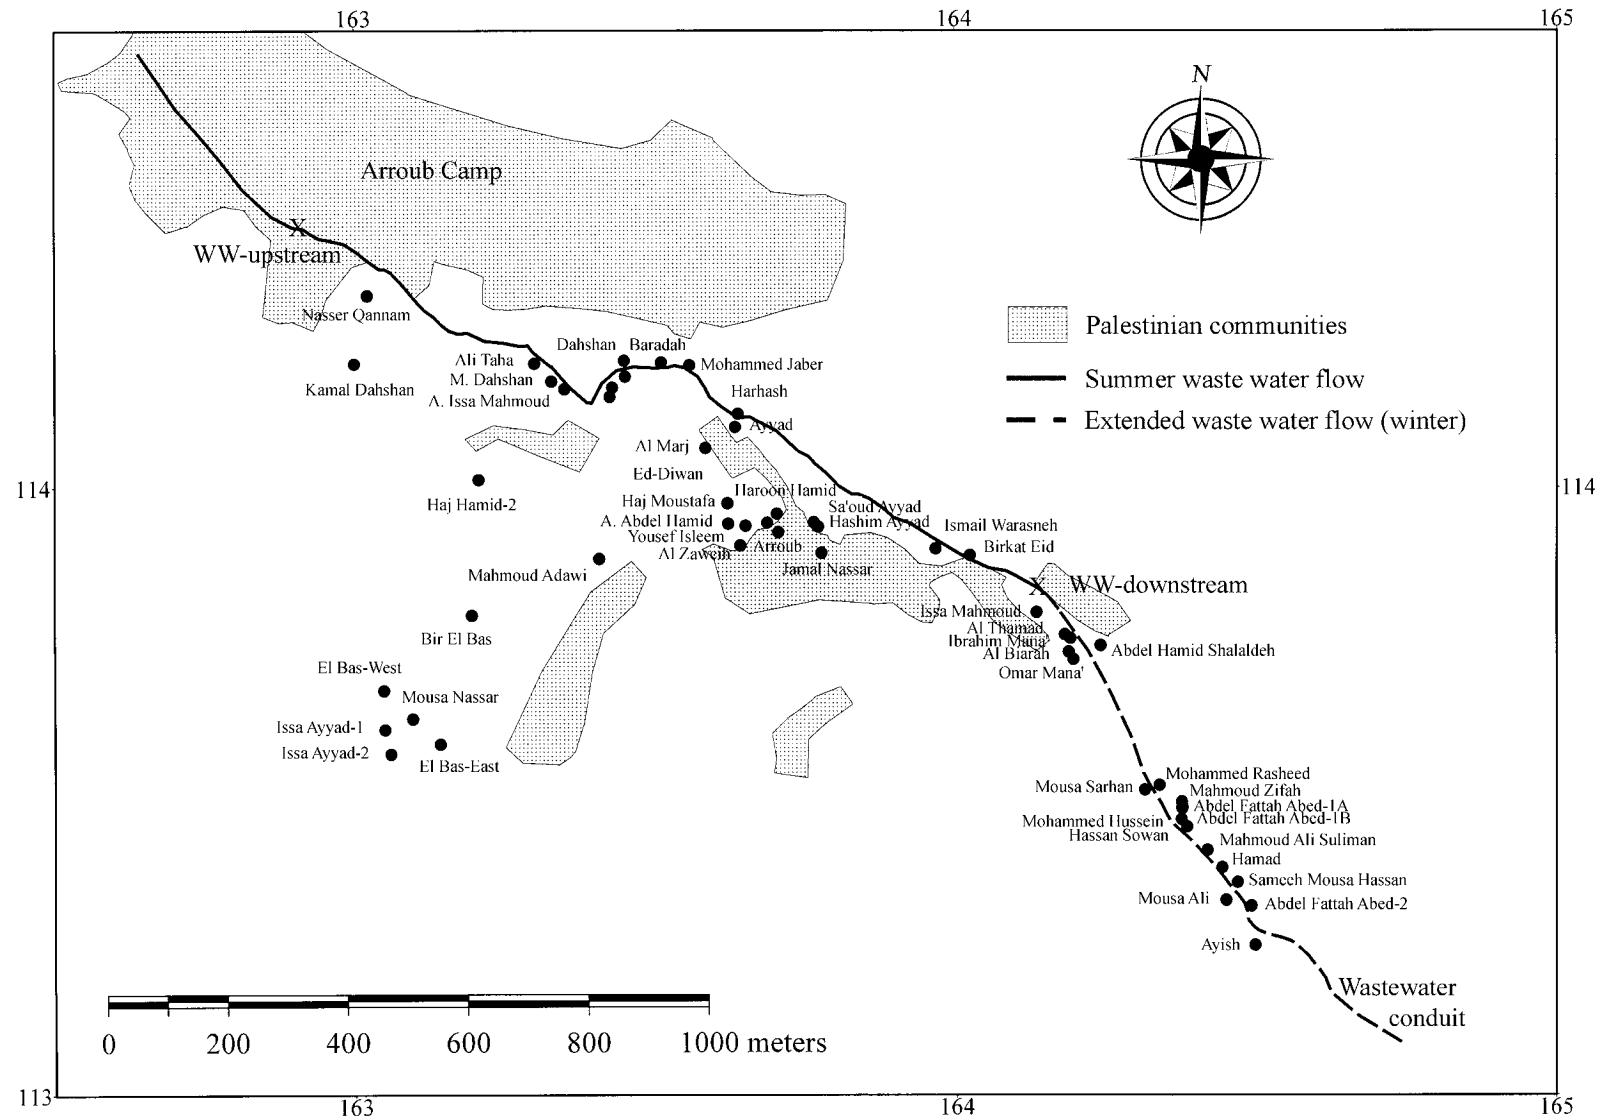 163
164
165
N
Arroub Camp
X
WW-upstream
Nasser Qannam
Palestinian communities
Dahshan
Baradah
Ali Taha
Mohammed Jaber
M. Dahshan
Summer waste water flow
Kamal Dahshan
Harhash
A. Issa Mahmoud
Extended waste water flow (winter)
Ayyad
Al Marj
Ed-Diwan
114
114
Haroon Hamid
Haj Hamid-2
Haj Moustafa
Sa'oud Ayyad
A. Abdel Hamid
Hashim Ayyad
Ismail Warasneh
Yousef Isleem
Arroub
Birkat Eid
Al Zaweih
Jamal Nassar
Mahmoud Adawi
X
WW-downstream
Issa Mahmoud
Al Thamad
Bir El Bas
Ibrahim Mana'
Al Biarah
Abdel Hamid Shalaldeh
El Bas-West
Omar Mana'
Mousa Nassar
Issa Ayyad-1
Issa Ayyad-2
El Bas-East
Mohammed Rasheed
Mousa Sarhan
Mahmoud Zifah
Abdel Fattah Abed-1A
Mohammed Hussein
Abdel Fattah Abed-1B
Hassan Sowan
Mahmoud Ali Suliman
Hamad
Sameeh Mousa Hassan
Mousa Ali
Abdel Fattah Abed-2
Ayish
Wastewater
conduit
0 200 400 600 800 1000 meters
113
163
164
165